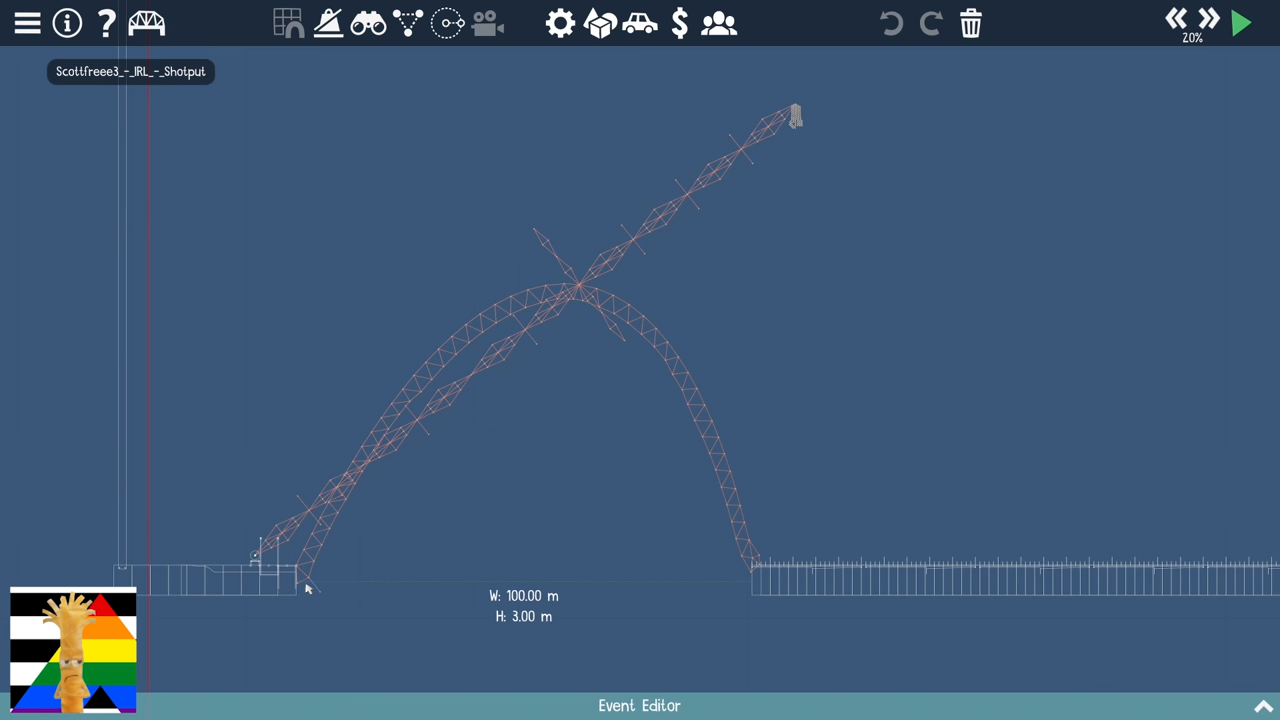 20%
Scottfreee3_-_IRL_-_Shotput
W: 100.00 m
H: 3.00 m
Event Editor